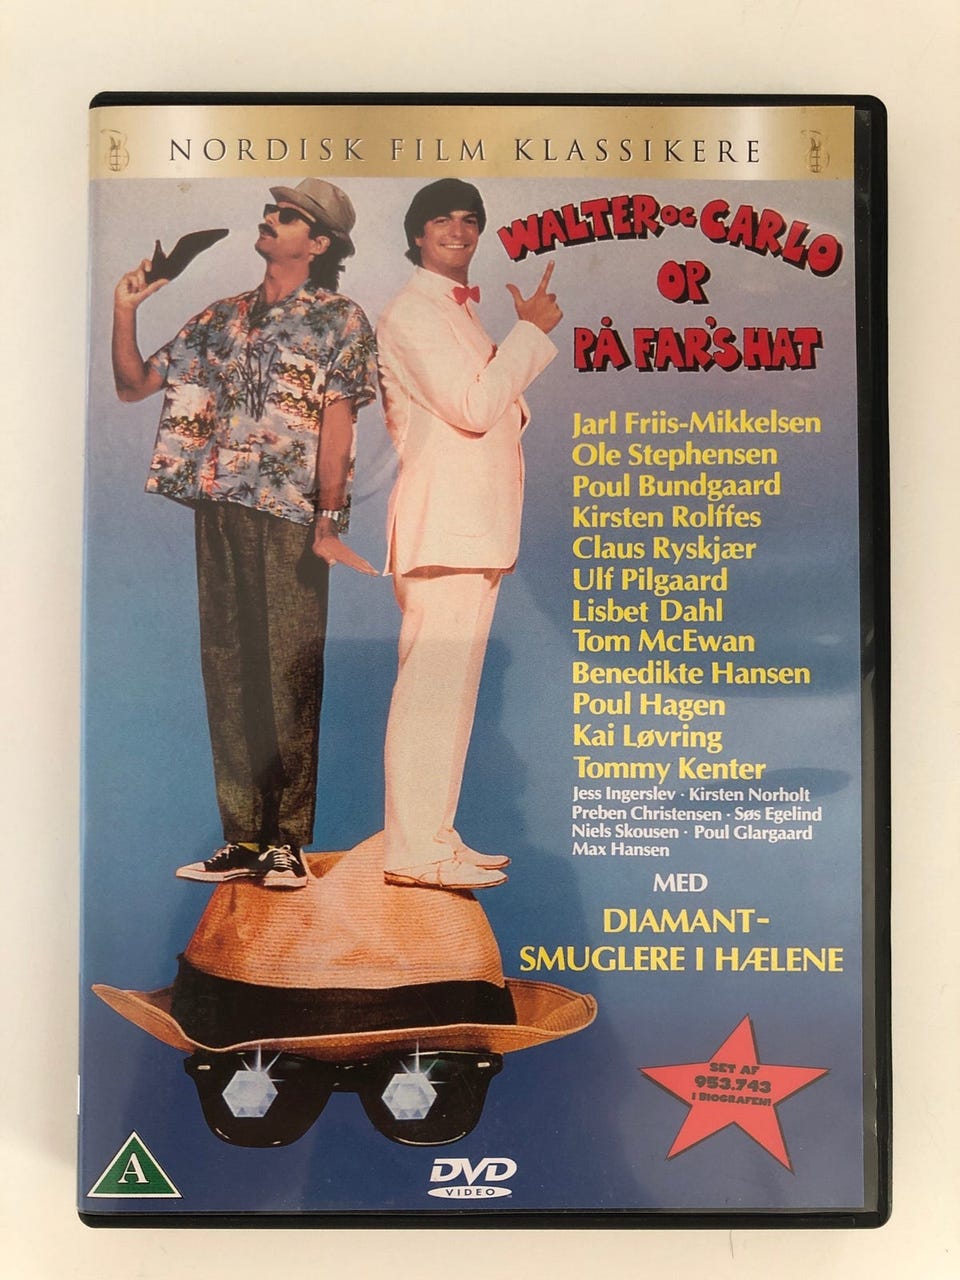 NORDISK FILM KLASSIKERE
WALTER OG CARLO
OP
PÅ FAR'S HAT
Jarl Friis-Mikkelsen
Ole Stephensen
Poul Bundgaard
Kirsten Rolffes
Claus Ryskjær
Ulf Pilgaard
Lisbet Dahl
Tom McEwan
Benedikte Hansen
Poul Hagen
Kai Løvring
Tommy Kenter
Jess Ingerslev · Kirsten Norholt
Preben Christensen · Søs Egelind
Niels Skousen · Poul Glargaard
Max Hansen
MED
DIAMANT-
SMUGLERE I HÆLENE
SET AF
953.743
I BIOGRAFEN!
A
DVD
VIDEO